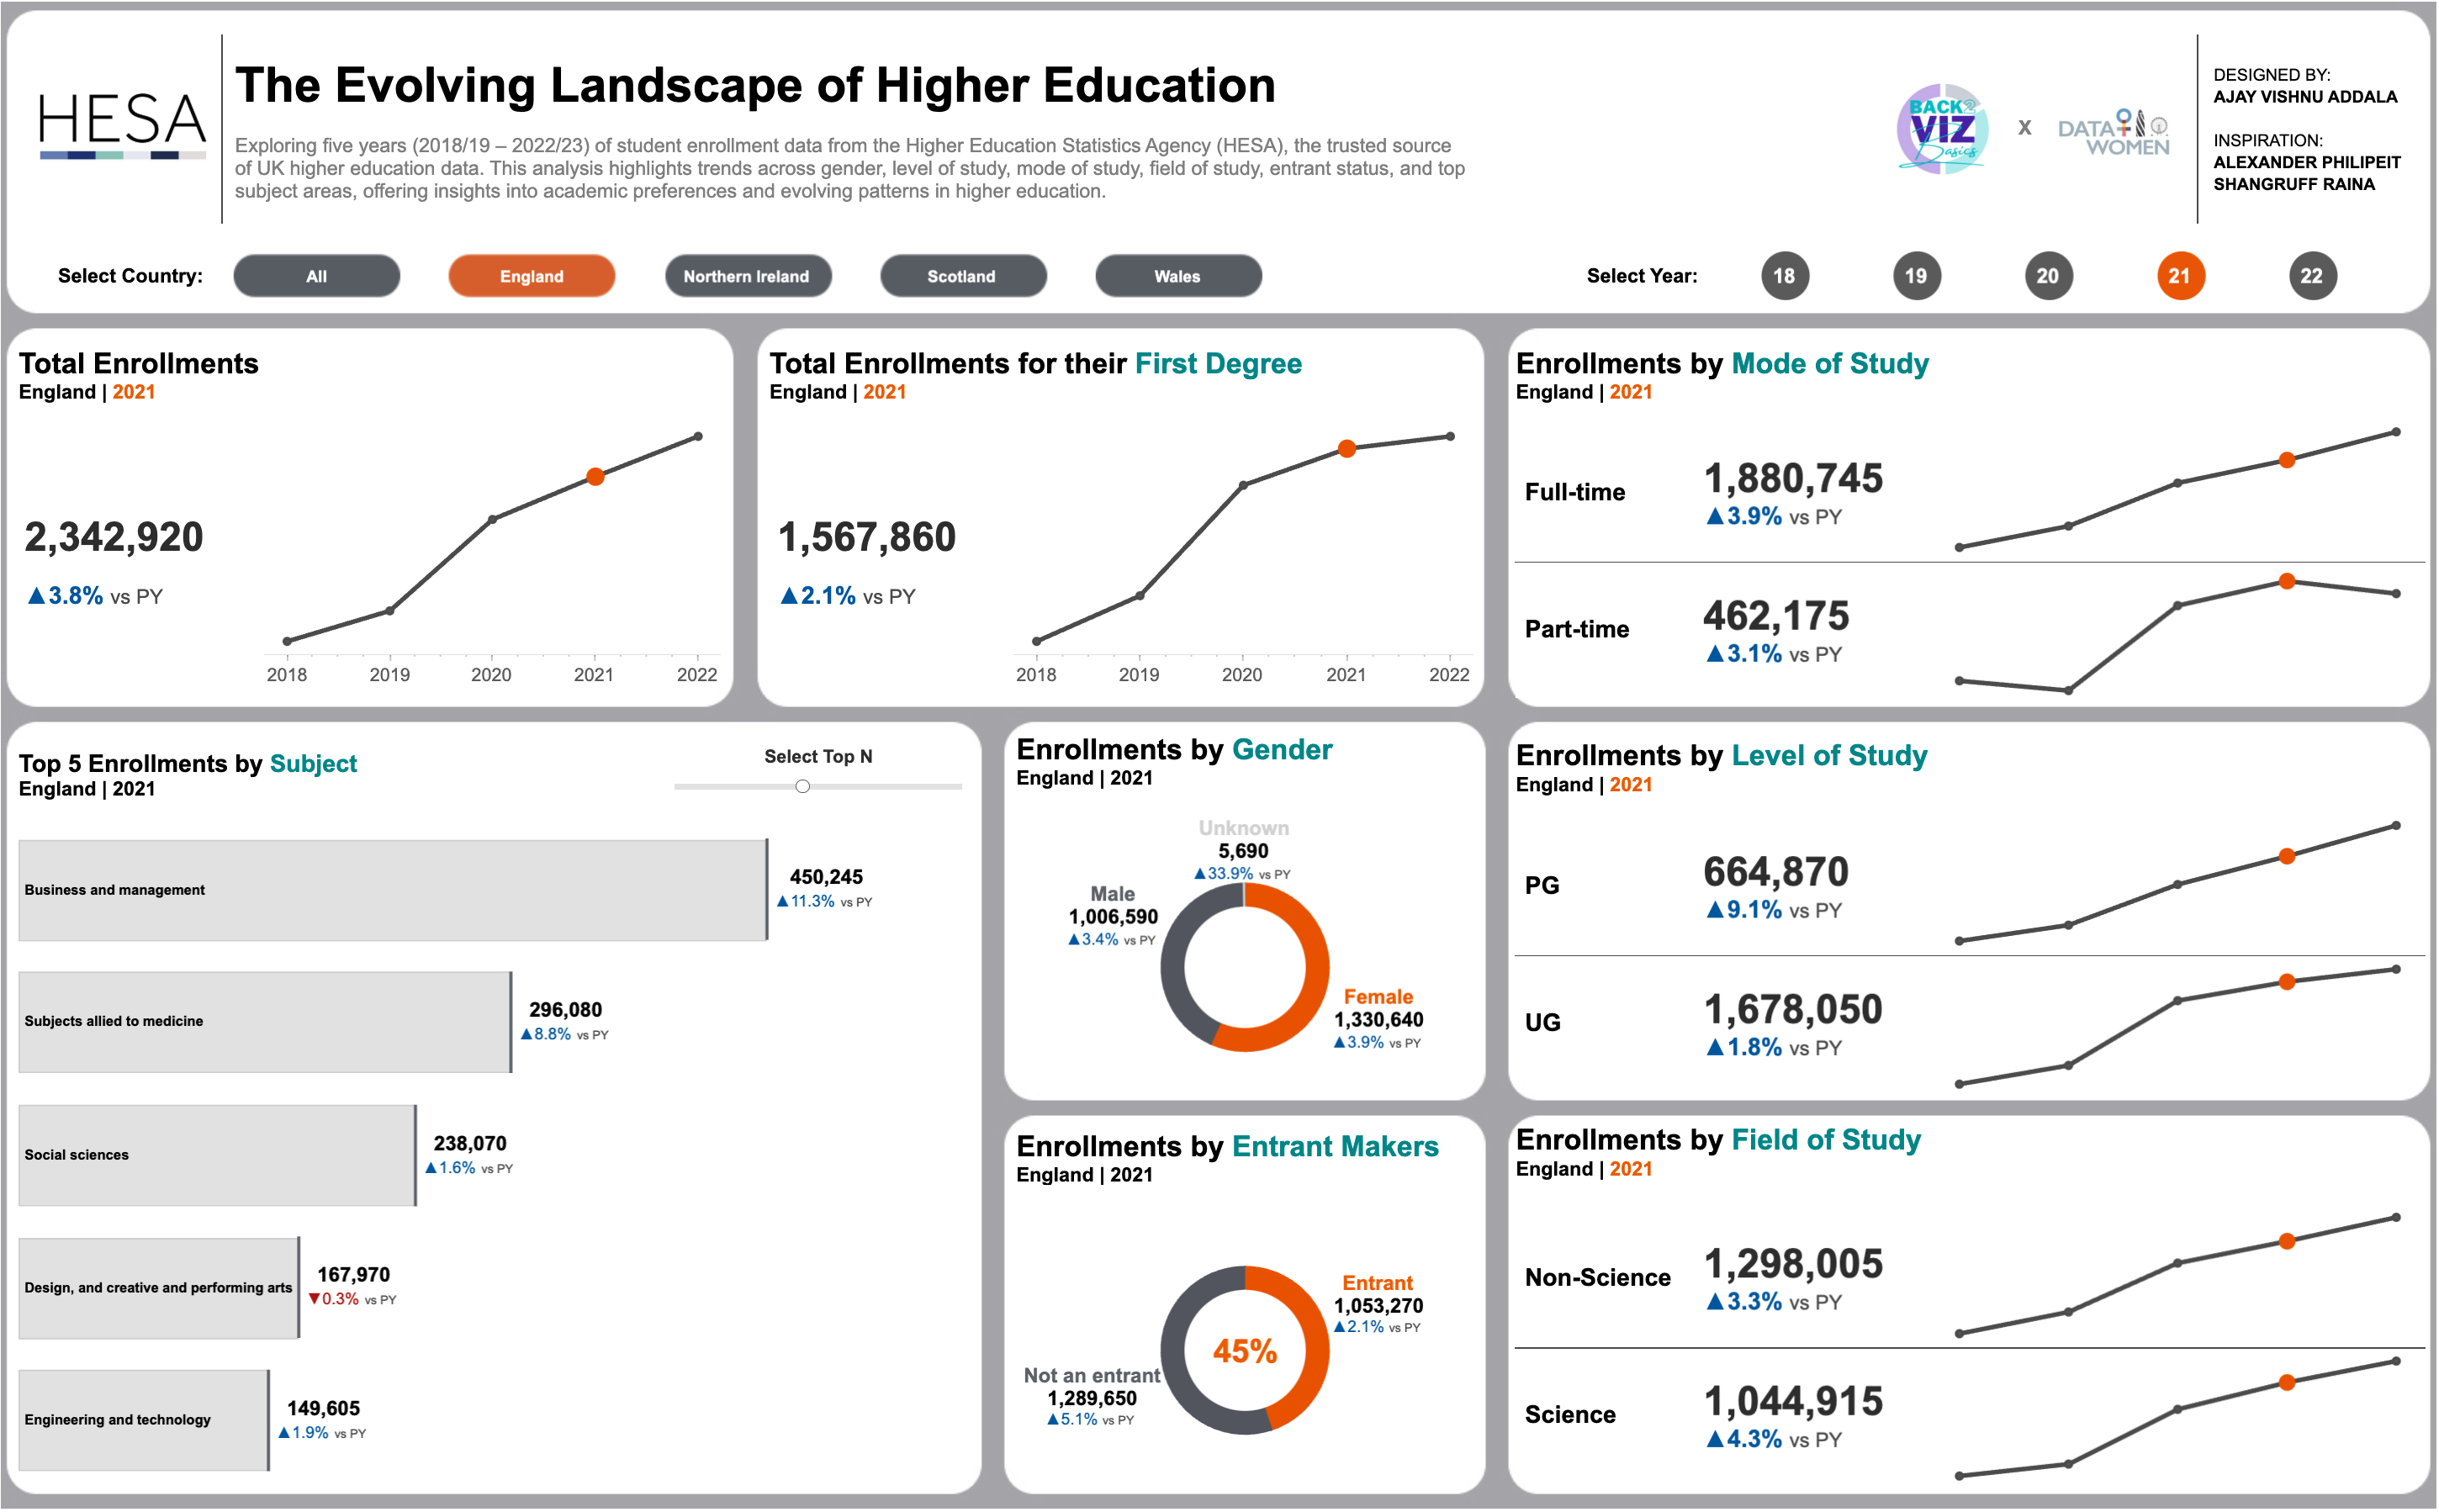 HESA
The Evolving Landscape of Higher Education
Exploring five years (2018/19 – 2022/23) of student enrollment data from the Higher Education Statistics Agency (HESA), the trusted source
of UK higher education data. This analysis highlights trends across gender, level of study, mode of study, field of study, entrant status, and top
subject areas, offering insights into academic preferences and evolving patterns in higher education.
BACK2
VIZ
Basics
X
DATA
WOMEN
DESIGNED BY:
AJAY VISHNU ADDALA
INSPIRATION:
ALEXANDER PHILIPEIT
SHANGRUFF RAINA
Select Country:
All
England
Northern Ireland
Scotland
Wales
Select Year:
18
19
20
21
22
Total Enrollments
England | 2021
2,342,920
▲3.8% vs PY
2018 2019 2020 2021 2022
Total Enrollments for their First Degree
England | 2021
1,567,860
▲2.1% vs PY
2018 2019 2020 2021 2022
Enrollments by Mode of Study
England | 2021
Full-time
1,880,745
▲3.9% vs PY
Part-time
462,175
▲3.1% vs PY
Top 5 Enrollments by Subject
England | 2021
Select Top N
Business and management
450,245
▲11.3% vs PY
Subjects allied to medicine
296,080
▲8.8% vs PY
Social sciences
238,070
▲1.6% vs PY
Design, and creative and performing arts
167,970
▼0.3% vs PY
Engineering and technology
149,605
▲1.9% vs PY
Enrollments by Gender
England | 2021
Unknown
5,690
▲33.9% vs PY
Male
1,006,590
▲3.4% vs PY
Female
1,330,640
▲3.9% vs PY
Enrollments by Entrant Makers
England | 2021
Entrant
1,053,270
▲2.1% vs PY
45%
Not an entrant
1,289,650
▲5.1% vs PY
Enrollments by Level of Study
England | 2021
PG
664,870
▲9.1% vs PY
UG
1,678,050
▲1.8% vs PY
Enrollments by Field of Study
England | 2021
Non-Science
1,298,005
▲3.3% vs PY
Science
1,044,915
▲4.3% vs PY